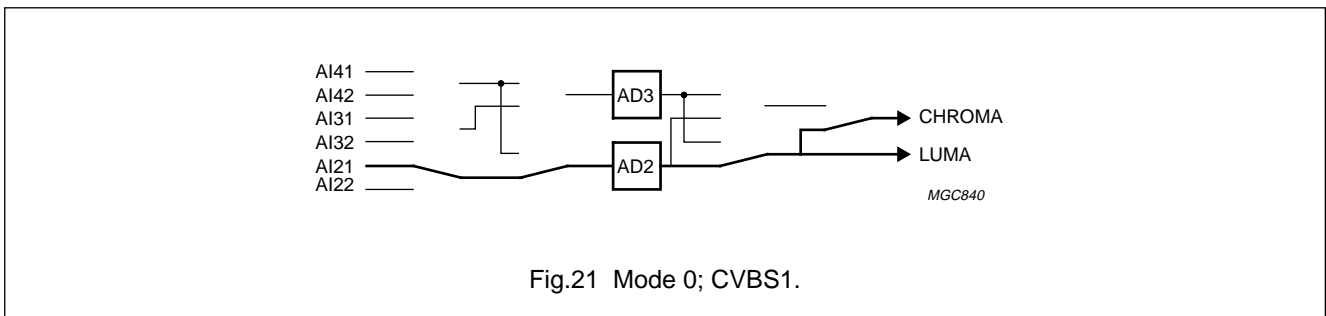 AI41
AI42
AI31
AI32
AI21
AI22
AD3
AD2
CHROMA
LUMA
MGC840
Fig.21 Mode 0; CVBS1.